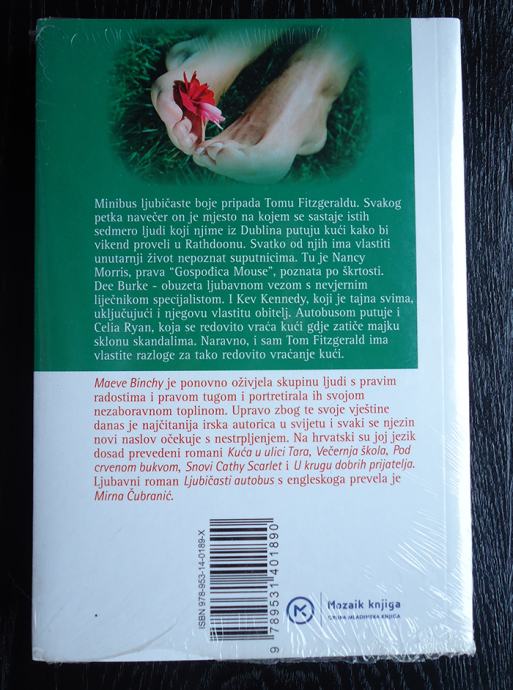 Minibus ljubičaste boje pripada Tomu Fitzgeraldu. Svakog
petka navečer on je mjesto na kojem se sastaje istih
sedmero ljudi koji njime iz Dublina putuju kući kako bi
vikend proveli u Rathdoonu. Svatko od njih ima vlastiti
unutarnji život nepoznat suputnicima. Tu je Nancy
Morris, prava "Gospođica Mouse", poznata po škrtosti.
Dee Burke - obuzeta ljubavnom vezom s nevjernim
liječnikom specijalistom. I Kev Kennedy, koji je tajna svima,
uključujući i njegovu vlastitu obitelj. Autobusom putuje i
Celia Ryan, koja se redovito vraća kući gdje zatiče majku
sklonu skandalima. Naravno, i sam Tom Fitzgerald ima
vlastite razloge za tako redovito vraćanje kući.
Maeve Binchy je ponovno oživjela skupinu ljudi s pravim
radostima i pravom tugom i portretirala ih svojom
nezaboravnom toplinom. Upravo zbog te svoje vještine
danas je najčitanija irska autorica u svijetu i svaki se njezin
novi naslov očekuje s nestrpljenjem. Na hrvatski su joj jezik
dosad prevedeni romani Kuća u ulici Tara, Večernja škola, Pod
crvenom bukvom, Snovi Cathy Scarlet i U krugu dobrih prijatelja.
Ljubavni roman Ljubičasti autobus s engleskoga prevela je
Mirna Čubranić.
ISBN 978-953-14-0189-X
9 789531 401890
Mozaik knjiga
GRUPA MLADINSKA KNJIGA